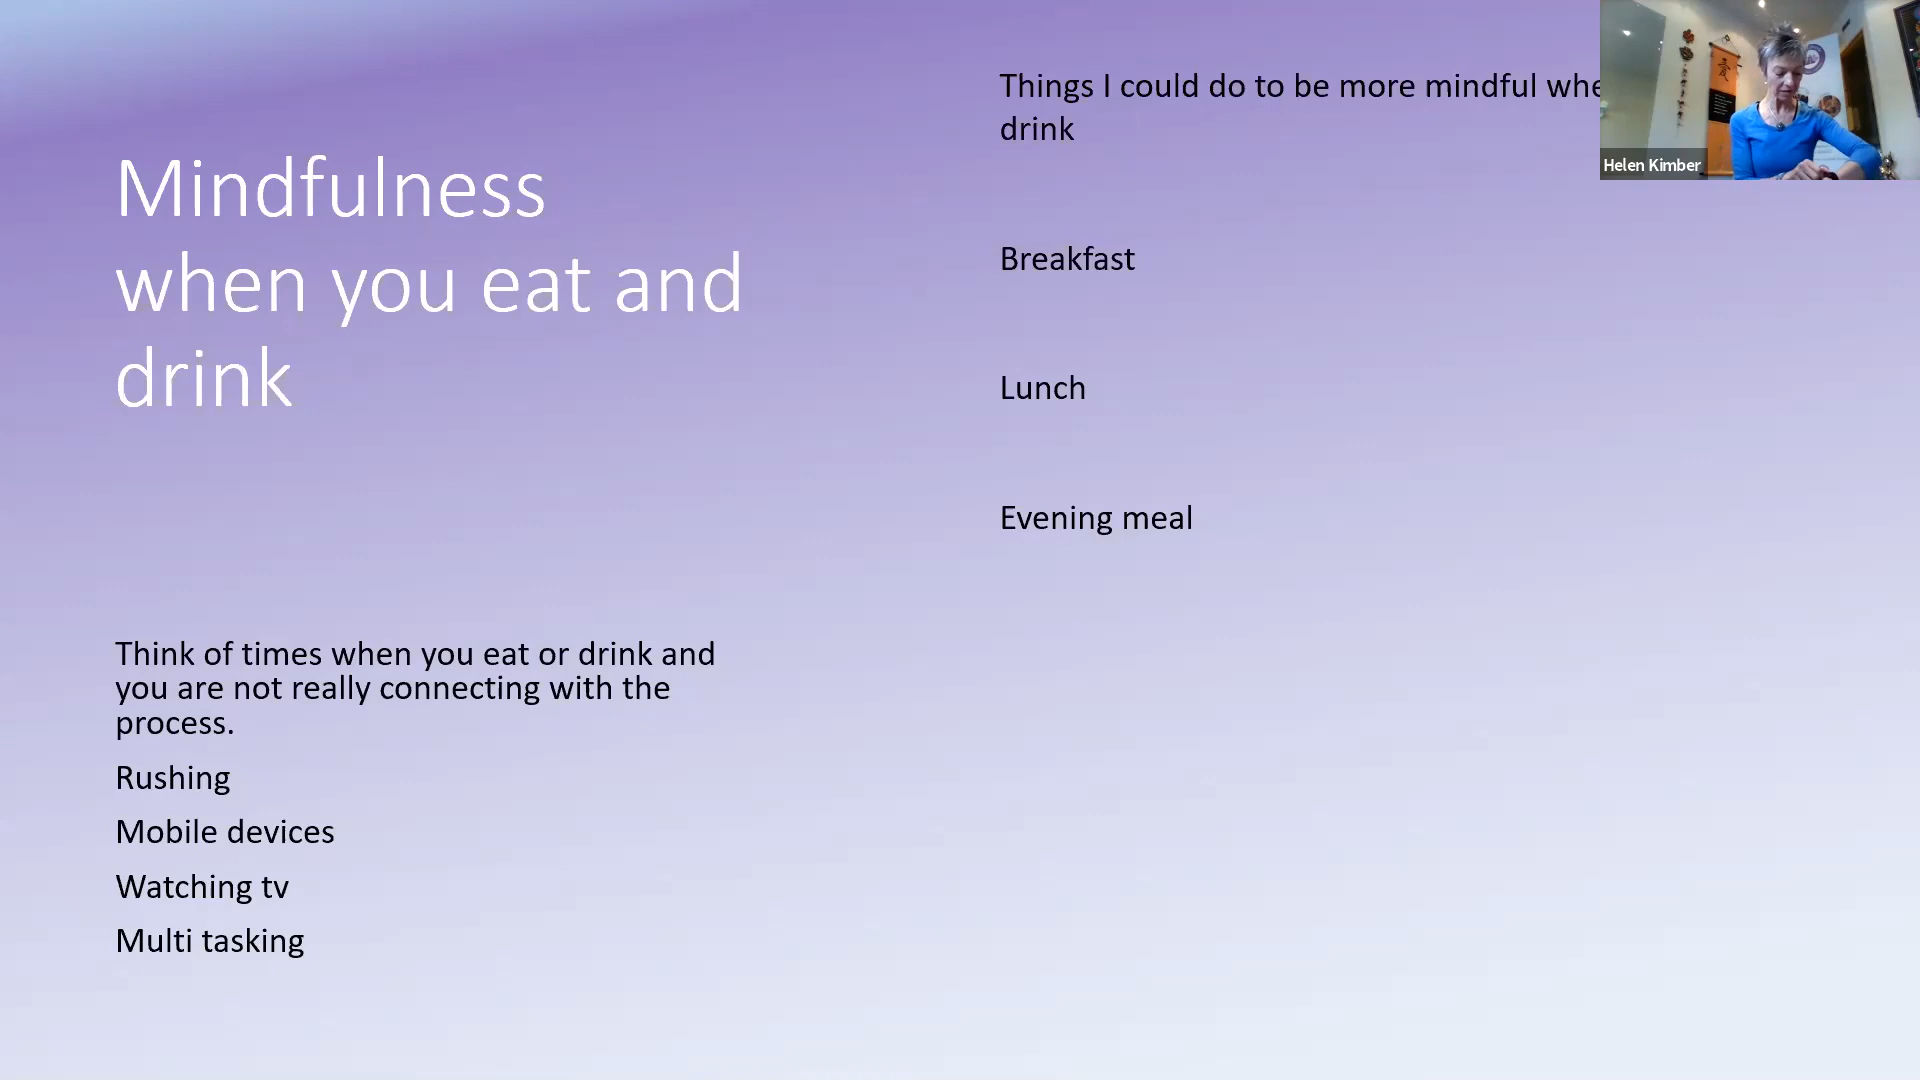 Mindfulness
when you eat and
drink
Think of times when you eat or drink and
you are not really connecting with the
process.
Rushing
Mobile devices
Watching tv
Multi tasking
Things I could do to be more mindful
drink
Breakfast
Lunch
Evening meal
Helen Kimber